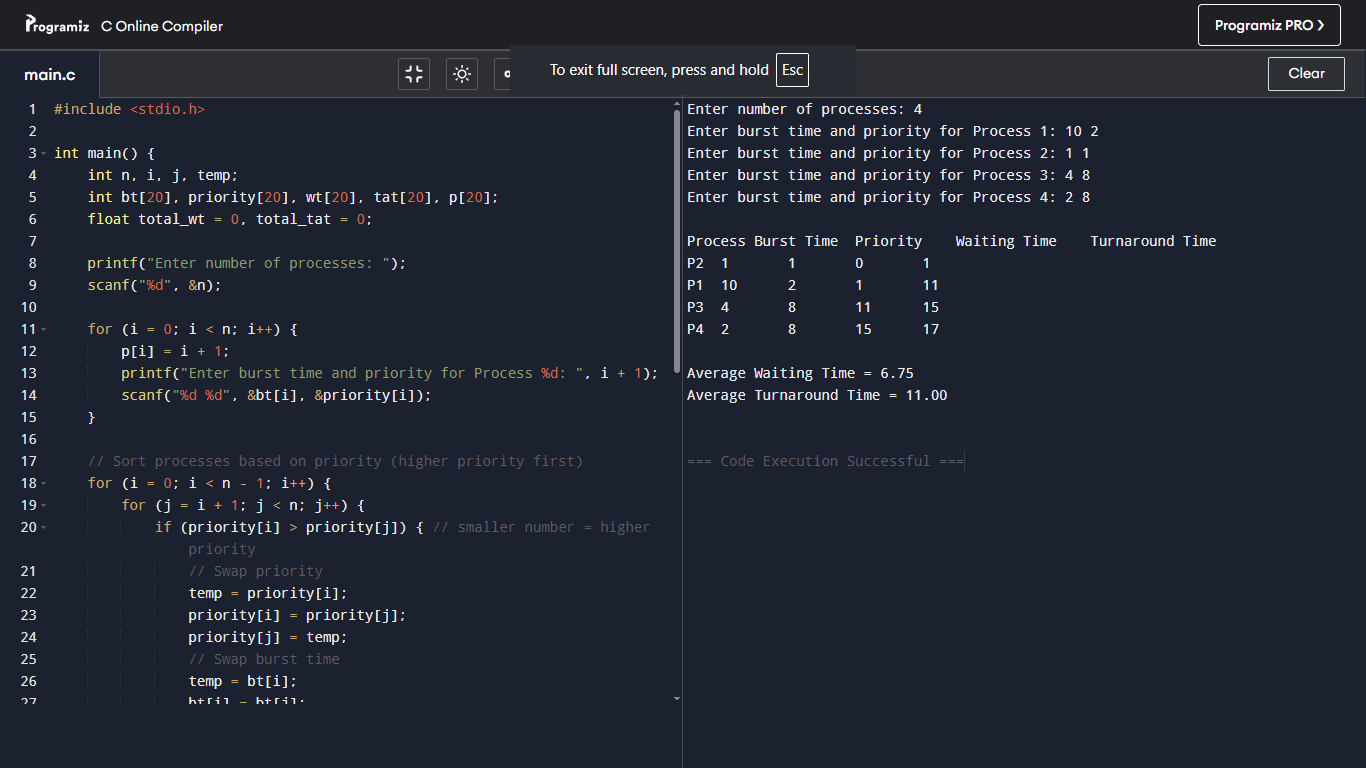 Programiz C Online Compiler
Programiz PRO ❯
To exit full screen, press and hold Esc
main.c
Clear
1 #include <stdio.h>
2
3 int main() {
4 int n, i, j, temp;
5 int bt[20], priority[20], wt[20], tat[20], p[20];
6 float total_wt = 0, total_tat = 0;
7
8 printf("Enter number of processes: ");
9 scanf("%d", &n);
10
11 for (i = 0; i < n; i++) {
12 p[i] = i + 1;
13 printf("Enter burst time and priority for Process %d: ", i + 1);
14 scanf("%d %d", &bt[i], &priority[i]);
15 }
16
17 // Sort processes based on priority (higher priority first)
18 for (i = 0; i < n - 1; i++) {
19 for (j = i + 1; j < n; j++) {
20 if (priority[i] > priority[j]) { // smaller number = higher
priority
21 // Swap priority
22 temp = priority[i];
23 priority[i] = priority[j];
24 priority[j] = temp;
25 // Swap burst time
26 temp = bt[i];
27 bt[i] = bt[j];
Enter number of processes: 4
Enter burst time and priority for Process 1: 10 2
Enter burst time and priority for Process 2: 1 1
Enter burst time and priority for Process 3: 4 8
Enter burst time and priority for Process 4: 2 8
Process Burst Time Priority Waiting Time Turnaround Time
P2 1 1 0 1
P1 10 2 1 11
P3 4 8 11 15
P4 2 8 15 17
Average Waiting Time = 6.75
Average Turnaround Time = 11.00
=== Code Execution Successful ===